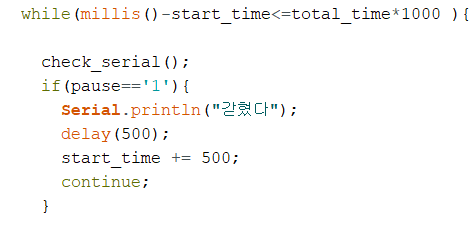 while(millis()-start_time<=total_time*1000 ){
check_serial();
if(pause=='1'){
Serial.println("갇혔다");
delay(500);
start_time += 500;
continue;
}